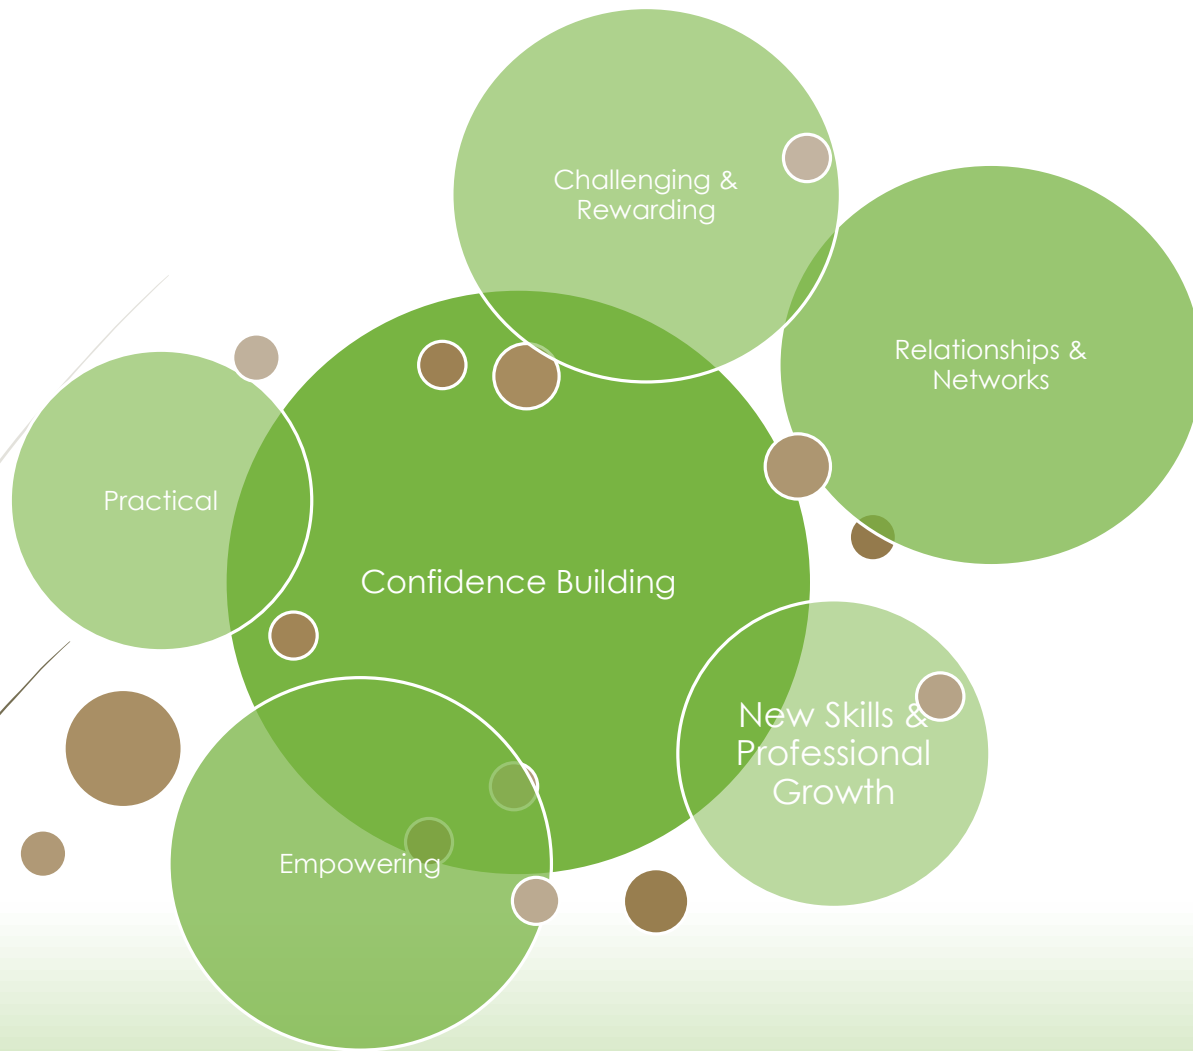 Challenging &
Rewarding
Relationships &
Networks
Practical
Confidence Building
New Skills &
Professional
Growth
Empowering